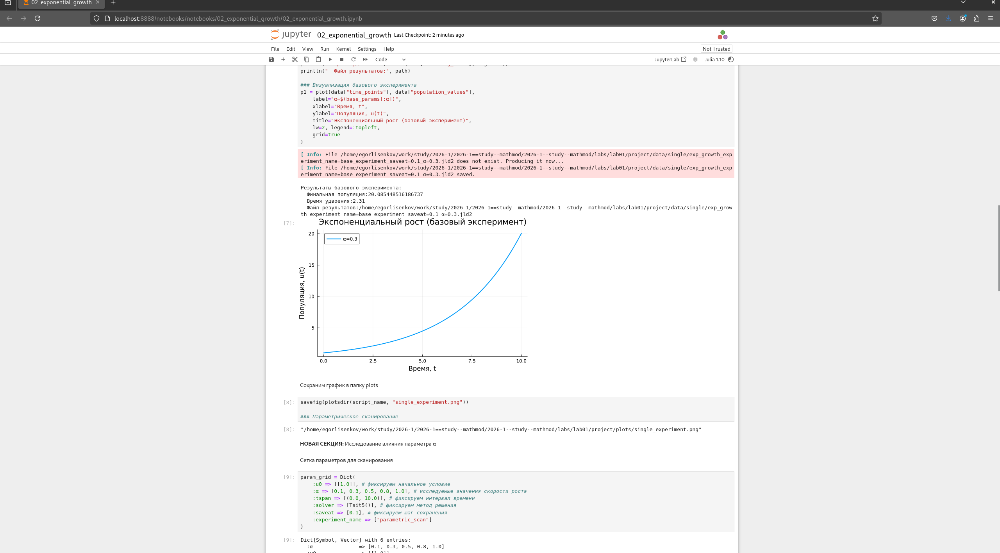 02_exponential_growth
localhost:8888/notebooks/notebooks/02_exponential_growth/02_exponential_growth.ipynb
jupyter 02_exponential_growth Last Checkpoint: 2 minutes ago
File Edit View Run Kernel Settings Help Not Trusted
Code JupyterLab Julia 1.10
println("  Файл результатов:", path)
### Визуализация базового эксперимента
p1 = plot(data["time_points"], data["population_values"],
    label="α=$(base_params[:α])",
    xlabel="Время, t",
    ylabel="Популяция, u(t)",
    title="Экспоненциальный рост (базовый эксперимент)",
    lw=2, legend=:topleft,
    grid=true
)
[ Info: File /home/egorlisenkov/work/study/2026-1/2026-1==study--mathmod/2026-1--study--mathmod/labs/lab01/project/data/single/exp_growth_exp
eriment_name=base_experiment_saveat=0.1_α=0.3.jld2 does not exist. Producing it now...
[ Info: File /home/egorlisenkov/work/study/2026-1/2026-1==study--mathmod/2026-1--study--mathmod/labs/lab01/project/data/single/exp_growth_exp
eriment_name=base_experiment_saveat=0.1_α=0.3.jld2 saved.
Результаты базового эксперимента:
  Финальная популяция:20.085448516186737
  Время удвоения:2.31
  Файл результатов:/home/egorlisenkov/work/study/2026-1/2026-1==study--mathmod/2026-1--study--mathmod/labs/lab01/project/data/single/exp_grow
th_experiment_name=base_experiment_saveat=0.1_α=0.3.jld2
[7]:
Экспоненциальный рост (базовый эксперимент)
α=0.3
20
15
10
5
Популяция, u(t)
0.0 2.5 5.0 7.5 10.0
Время, t
Сохраним график в папку plots
[8]: savefig(plotsdir(script_name, "single_experiment.png"))
### Параметрическое сканирование
[8]: "/home/egorlisenkov/work/study/2026-1/2026-1==study--mathmod/2026-1--study--mathmod/labs/lab01/project/plots/single_experiment.png"
НОВАЯ СЕКЦИЯ: Исследование влияния параметра α
Сетка параметров для сканирования
[9]: param_grid = Dict(
    :u0 => [[1.0]], # фиксируем начальное условие
    :α => [0.1, 0.3, 0.5, 0.8, 1.0], # исследуемые значения скорости роста
    :tspan => [(0.0, 10.0)], # фиксируем интервал времени
    :solver => [Tsit5()], # фиксируем метод решения
    :saveat => [0.1], # фиксируем шаг сохранения
    :experiment_name => ["parametric_scan"]
)
[9]: Dict{Symbol, Vector} with 6 entries:
  :α               => [0.1, 0.3, 0.5, 0.8, 1.0]